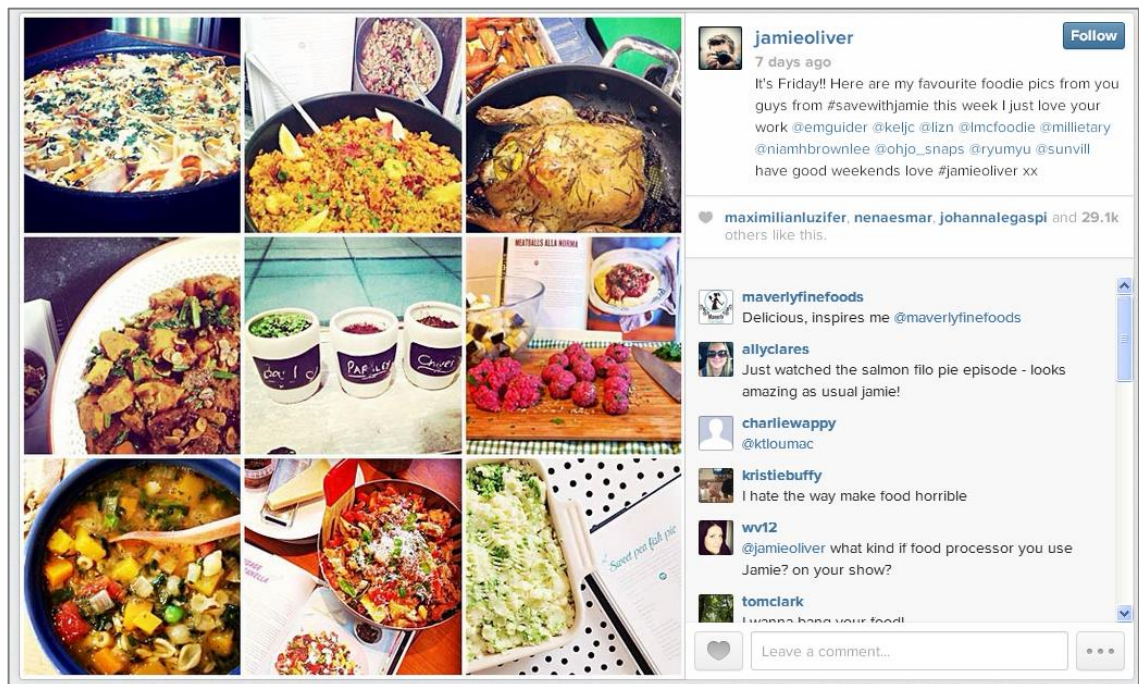 jamieoliver
Follow
7 days ago
It's Friday!! Here are my favourite foodie pics from you
guys from #savewithjamie this week I just love your
work @emguider @keljc @lizn @lmcfoodie @millietary
@niamhbrownlee @ohjo_snaps @ryumyu @sunvill
have good weekends love #jamieoliver xx
maximilianluzifer, nenaesmar, johannalegaspi and 29.1k
others like this.
maverlyfinefoods
Delicious, inspires me @maverlyfinefoods
allyclares
Just watched the salmon filo pie episode - looks
amazing as usual jamie!
charliewappy
@ktloumac
kristiebuffy
I hate the way make food horrible
wv12
@jamieoliver what kind if food processor you use
Jamie? on your show?
tomclark
I wanna bang your food!
Leave a comment...
MEATBALLS ALLA NORMA
PARSLEY
Chives
Sweet pea fish pie